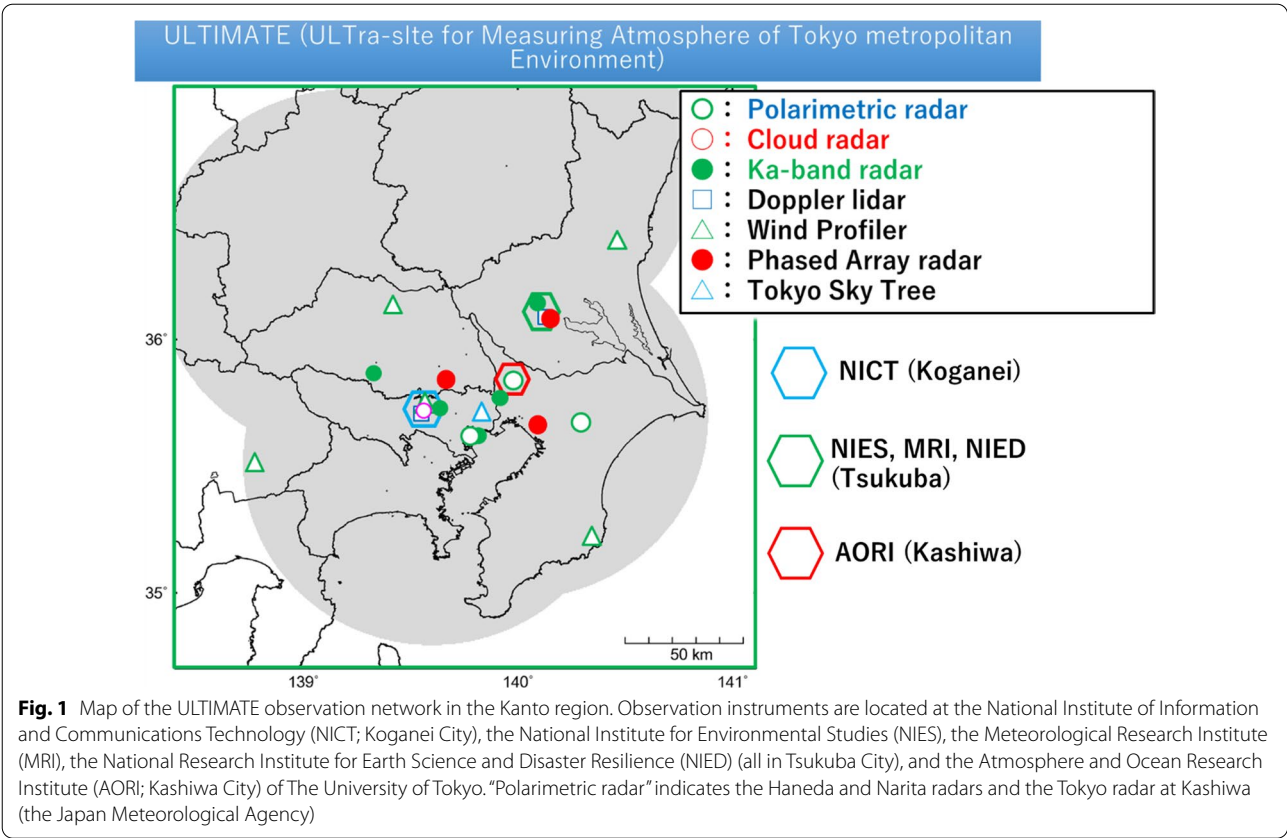 ULTIMATE (ULTra-sIte for Measuring Atmosphere of Tokyo metropolitan
Environment)
: Polarimetric radar
: Cloud radar
: Ka-band radar
: Doppler lidar
: Wind Profiler
: Phased Array radar
: Tokyo Sky Tree
36°
NICT (Koganei)
NIES, MRI, NIED
(Tsukuba)
AORI (Kashiwa)
35°
50 km
139° 140° 141°
Fig. 1 Map of the ULTIMATE observation network in the Kanto region. Observation instruments are located at the National Institute of Information
and Communications Technology (NICT; Koganei City), the National Institute for Environmental Studies (NIES), the Meteorological Research Institute
(MRI), the National Research Institute for Earth Science and Disaster Resilience (NIED) (all in Tsukuba City), and the Atmosphere and Ocean Research
Institute (AORI; Kashiwa City) of The University of Tokyo. “Polarimetric radar” indicates the Haneda and Narita radars and the Tokyo radar at Kashiwa
(the Japan Meteorological Agency)